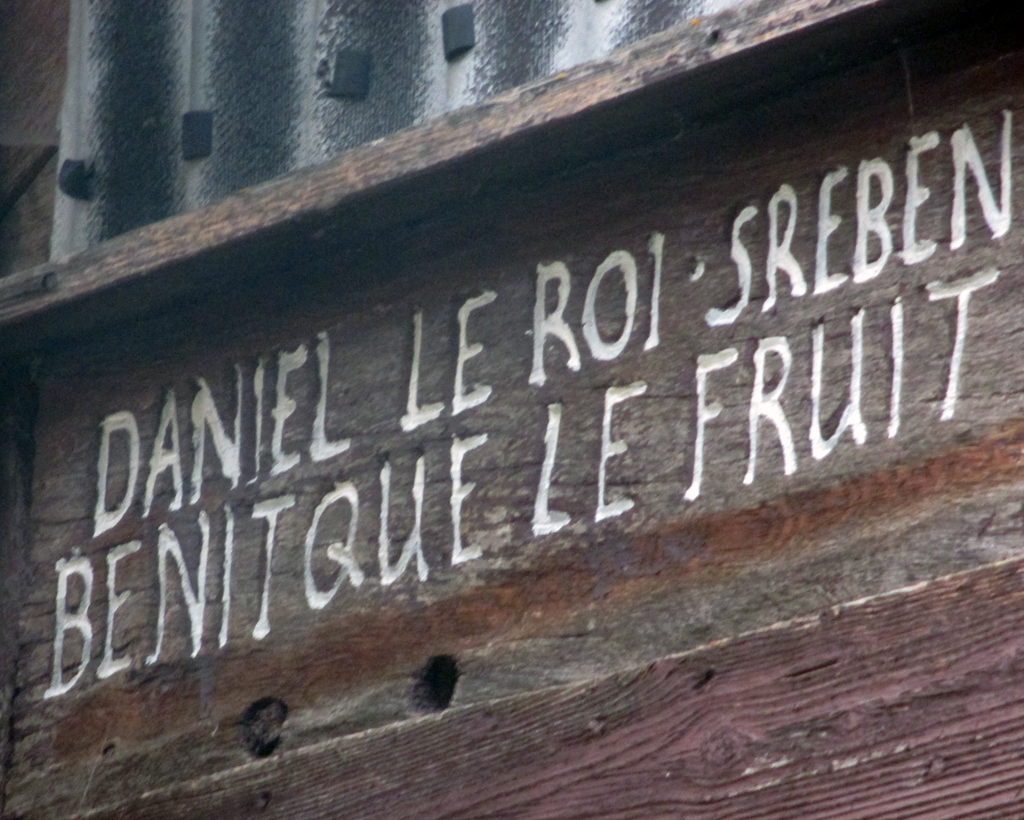 DANIEL LE ROI · SREBEN
BENITQUE LE FRUIT